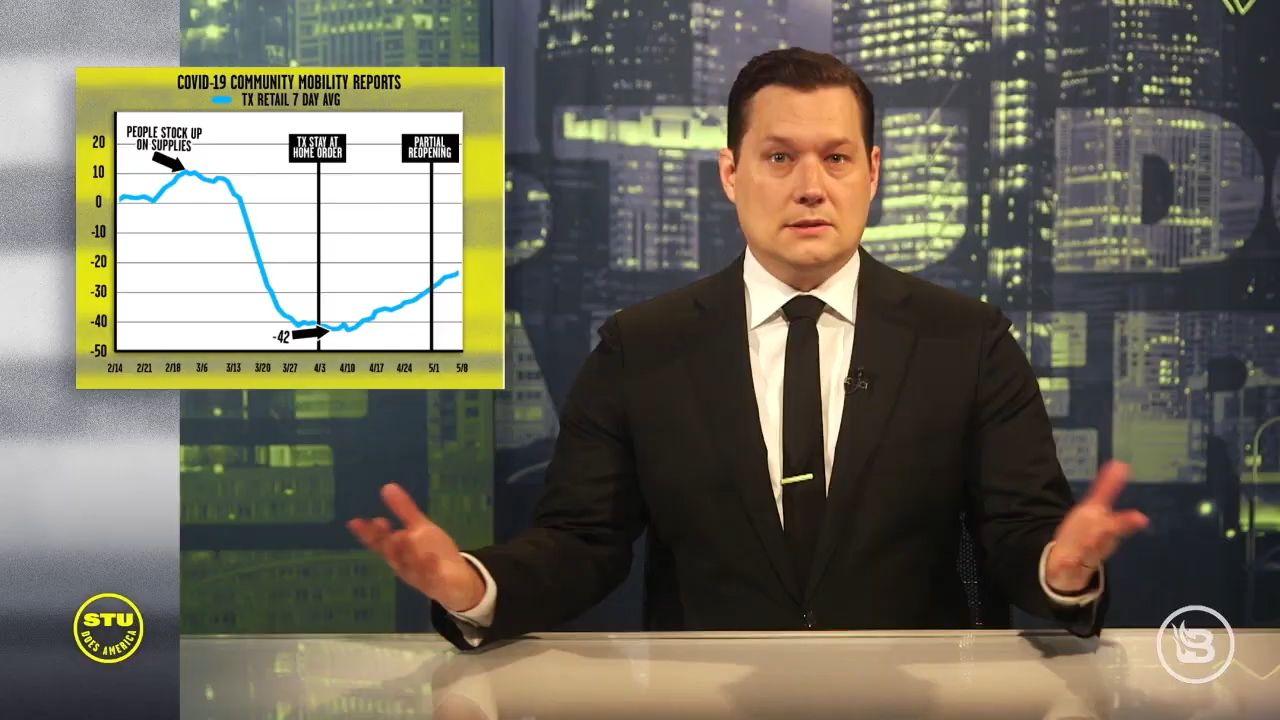 COVID-19 COMMUNITY MOBILITY REPORTS
TX RETAIL 7 DAY AVG
PEOPLE STOCK UP
ON SUPPLIES
TX STAY AT
HOME ORDER
PARTIAL
REOPENING
20
10
0
-10
-20
-30
-40
-50
-42
2/14 2/21 2/18 3/6 3/13 3/20 3/27 4/3 4/10 4/17 4/24 5/1 5/8
STU
DOES AMERICA
B